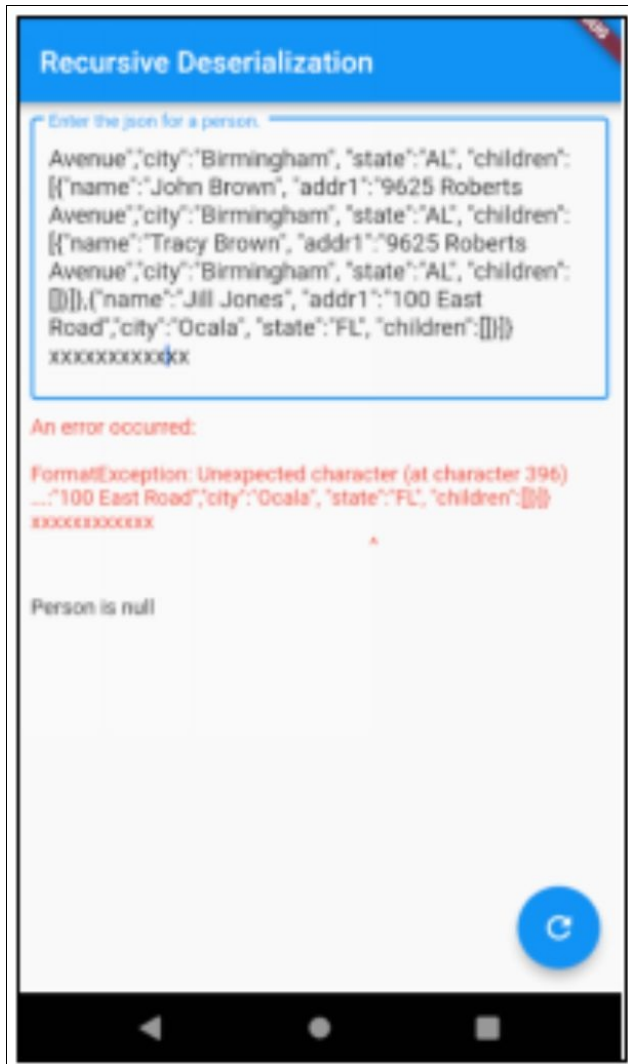 Recursive Deserialization
Enter the json for a person.
Avenue","city":"Birmingham", "state":"AL", "children":
[{"name":"John Brown", "addr1":"9625 Roberts
Avenue","city":"Birmingham", "state":"AL", "children":
[{"name":"Tracy Brown", "addr1":"9625 Roberts
Avenue","city":"Birmingham", "state":"AL", "children":
[]}]},{"name":"Jill Jones", "addr1":"100 East
Road","city":"Ocala", "state":"FL", "children":[]}]}
xxxxxxxxxxxx
An error occurred:
FormatException: Unexpected character (at character 396)
...:"100 East Road","city":"Ocala", "state":"FL", "children":[]}]}
xxxxxxxxxxxx
^
Person is null